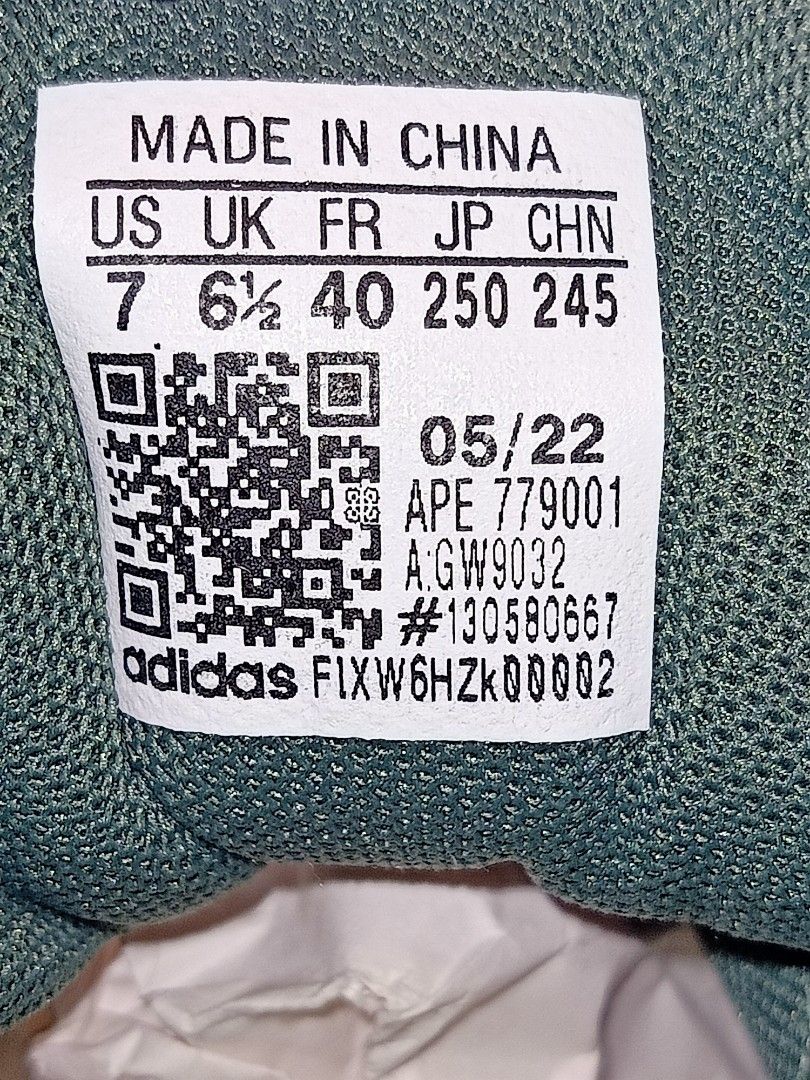 MADE IN CHINA
US UK FR JP CHN
7 6½ 40 250 245
05/22
APE 779001
A:GW9032
#130580667
adidas F1XW6HZk00002